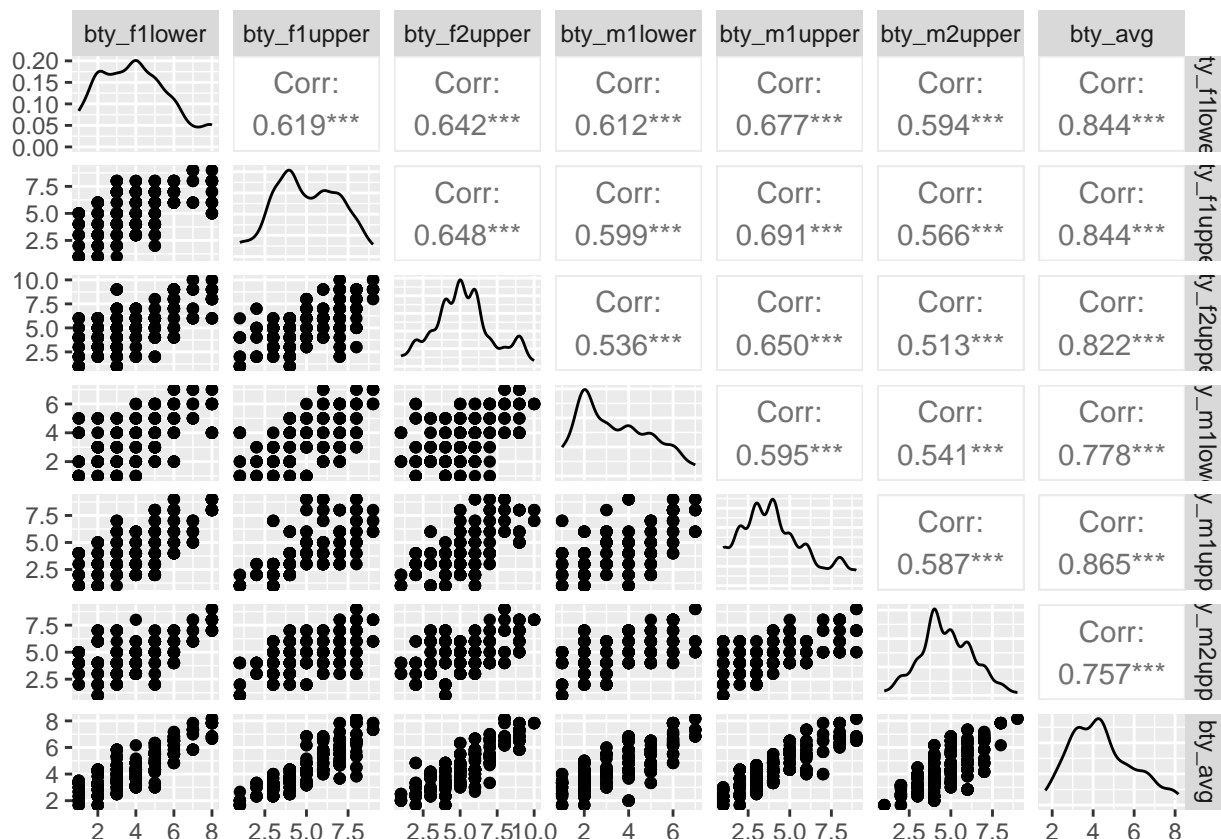 bty_f1lower bty_f1upper bty_f2upper bty_m1lower bty_m1upper bty_m2upper bty_avg
0.20
0.15
0.10
0.05
0.00
Corr: Corr: Corr: Corr: Corr: Corr:
0.619*** 0.642*** 0.612*** 0.677*** 0.594*** 0.844***
ty_f1lowe
7.5
5.0
2.5
Corr: Corr: Corr: Corr: Corr:
0.648*** 0.599*** 0.691*** 0.566*** 0.844***
ty_f1uppe
10.0
7.5
5.0
2.5
Corr: Corr: Corr: Corr:
0.536*** 0.650*** 0.513*** 0.822***
ty_f2uppe
6
4
2
Corr: Corr: Corr:
0.595*** 0.541*** 0.778***
y_m1lowe
7.5
5.0
2.5
Corr: Corr:
0.587*** 0.865***
y_m1upp
7.5
5.0
2.5
Corr:
0.757***
y_m2upp
8
6
4
2
bty_avg
2 4 6 8 2.5 5.0 7.5 2.5 5.0 7.5 10.0 2 4 6 2.5 5.0 7.5 2.5 5.0 7.5 2 4 6 8